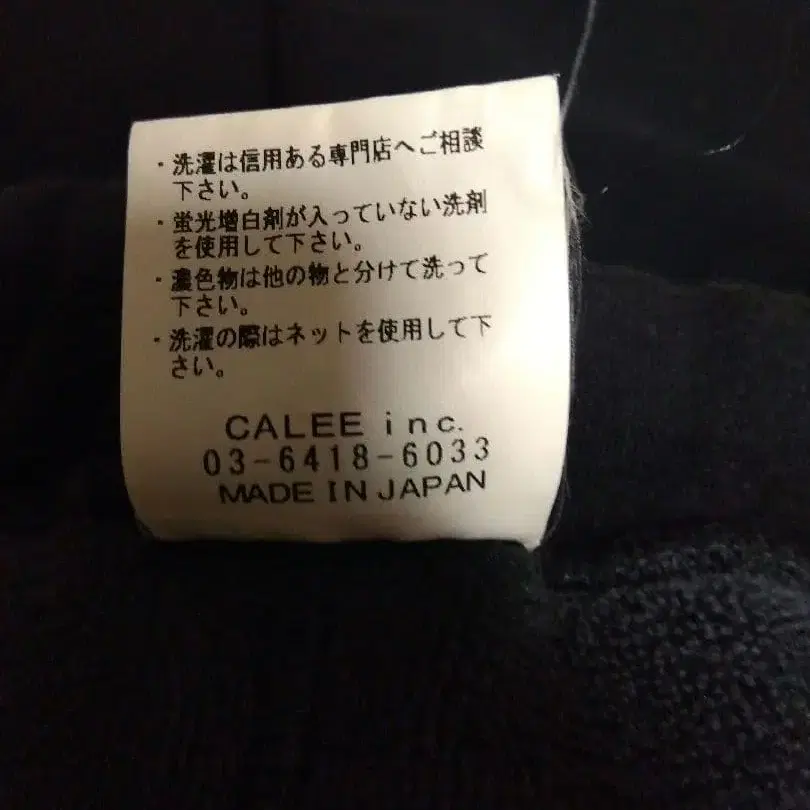 ・洗濯は信用ある専門店へご相談
下さい。
・蛍光増白剤が入っていない洗剤
を使用して下さい。
・濃色物は他の物と分けて洗って
下さい。
・洗濯の際はネットを使用して下
さい。
CALEE inc.
03-6418-6033
MADE IN JAPAN